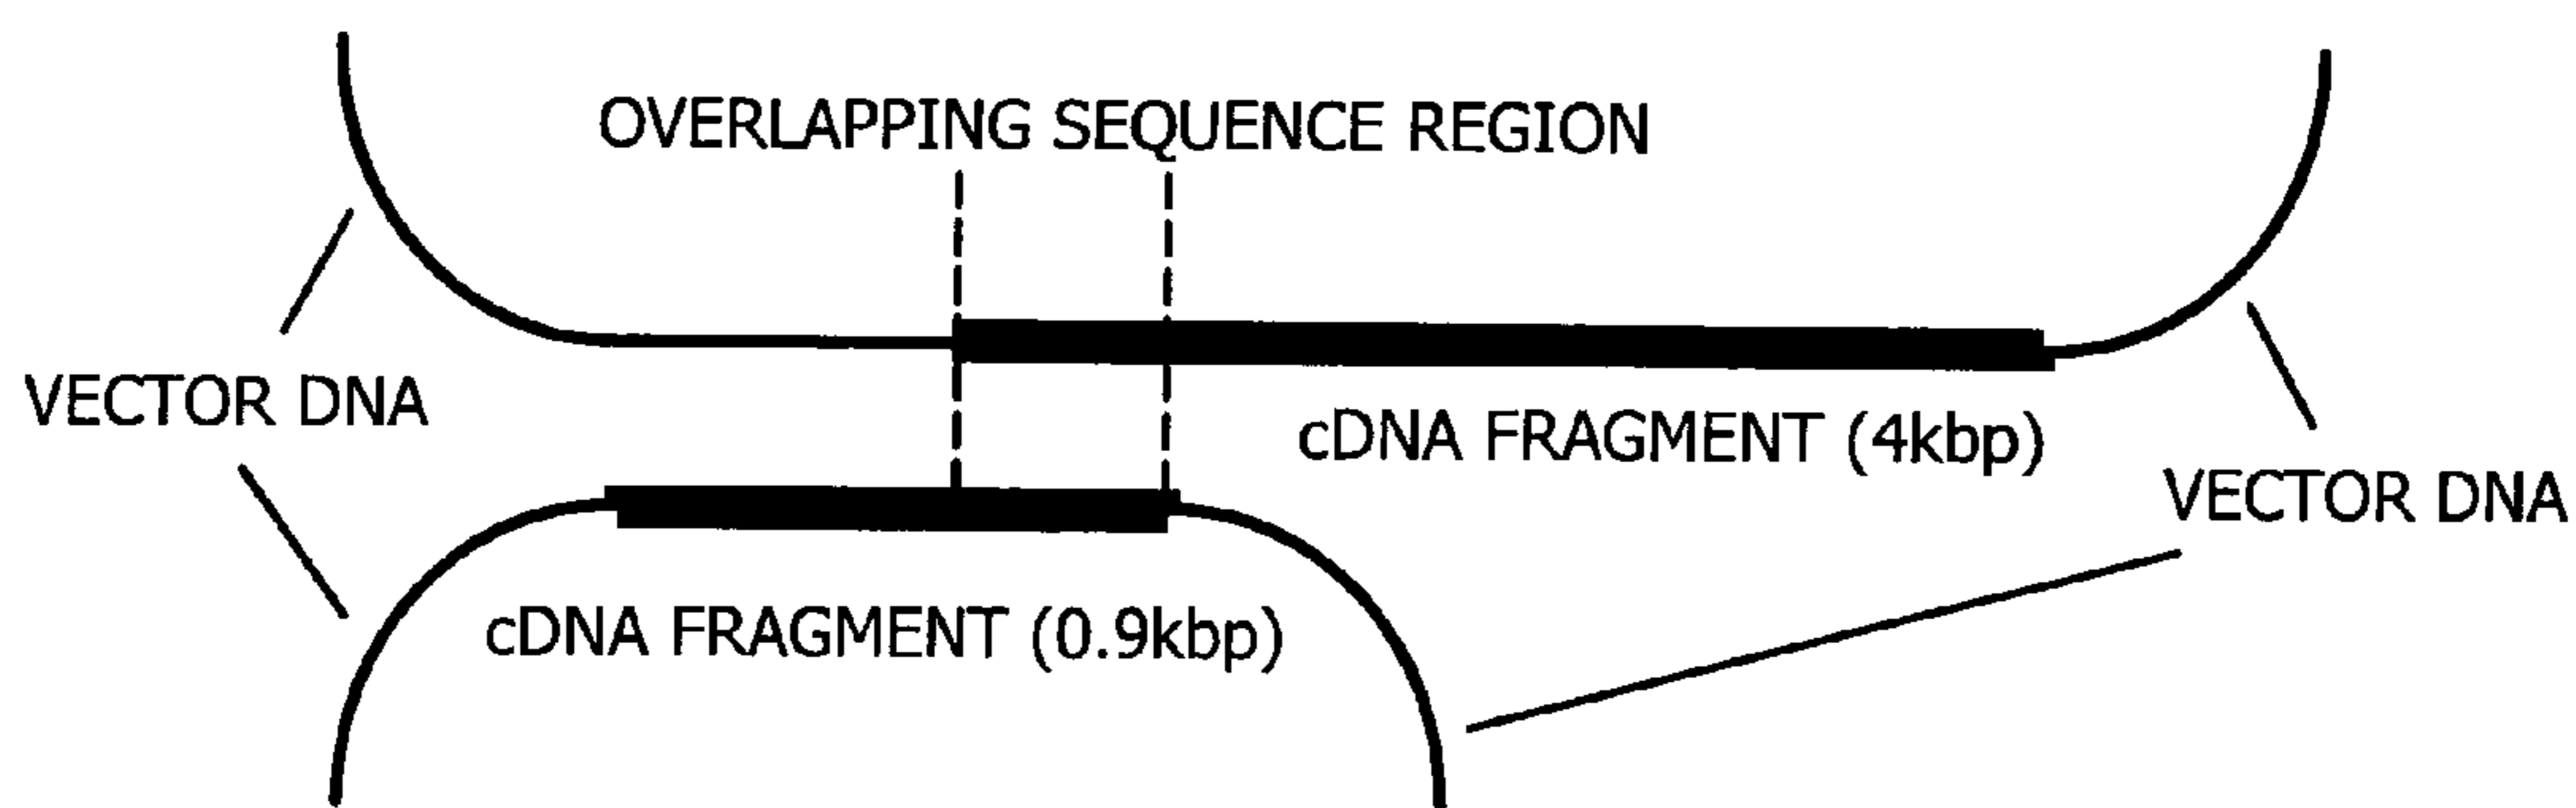 OVERLAPPING SEQUENCE REGION
VECTOR DNA
cDNA FRAGMENT (4kbp)
VECTOR DNA
cDNA FRAGMENT (0.9kbp)